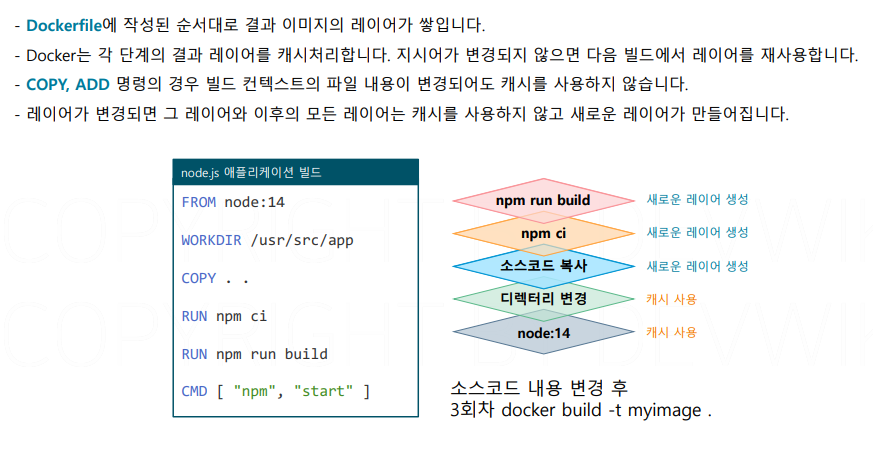 - Dockerfile에 작성된 순서대로 결과 이미지의 레이어가 쌓입니다.
- Docker는 각 단계의 결과 레이어를 캐시처리합니다. 지시어가 변경되지 않으면 다음 빌드에서 레이어를 재사용합니다.
- COPY, ADD 명령의 경우 빌드 컨텍스트의 파일 내용이 변경되어도 캐시를 사용하지 않습니다.
- 레이어가 변경되면 그 레이어와 이후의 모든 레이어는 캐시를 사용하지 않고 새로운 레이어가 만들어집니다.
node.js 애플리케이션 빌드
FROM node:14
WORKDIR /usr/src/app
COPY . .
RUN npm ci
RUN npm run build
CMD [ "npm", "start" ]
npm run build 새로운 레이어 생성
npm ci 새로운 레이어 생성
소스코드 복사 새로운 레이어 생성
디렉터리 변경 캐시 사용
node:14 캐시 사용
소스코드 내용 변경 후
3회차 docker build -t myimage .